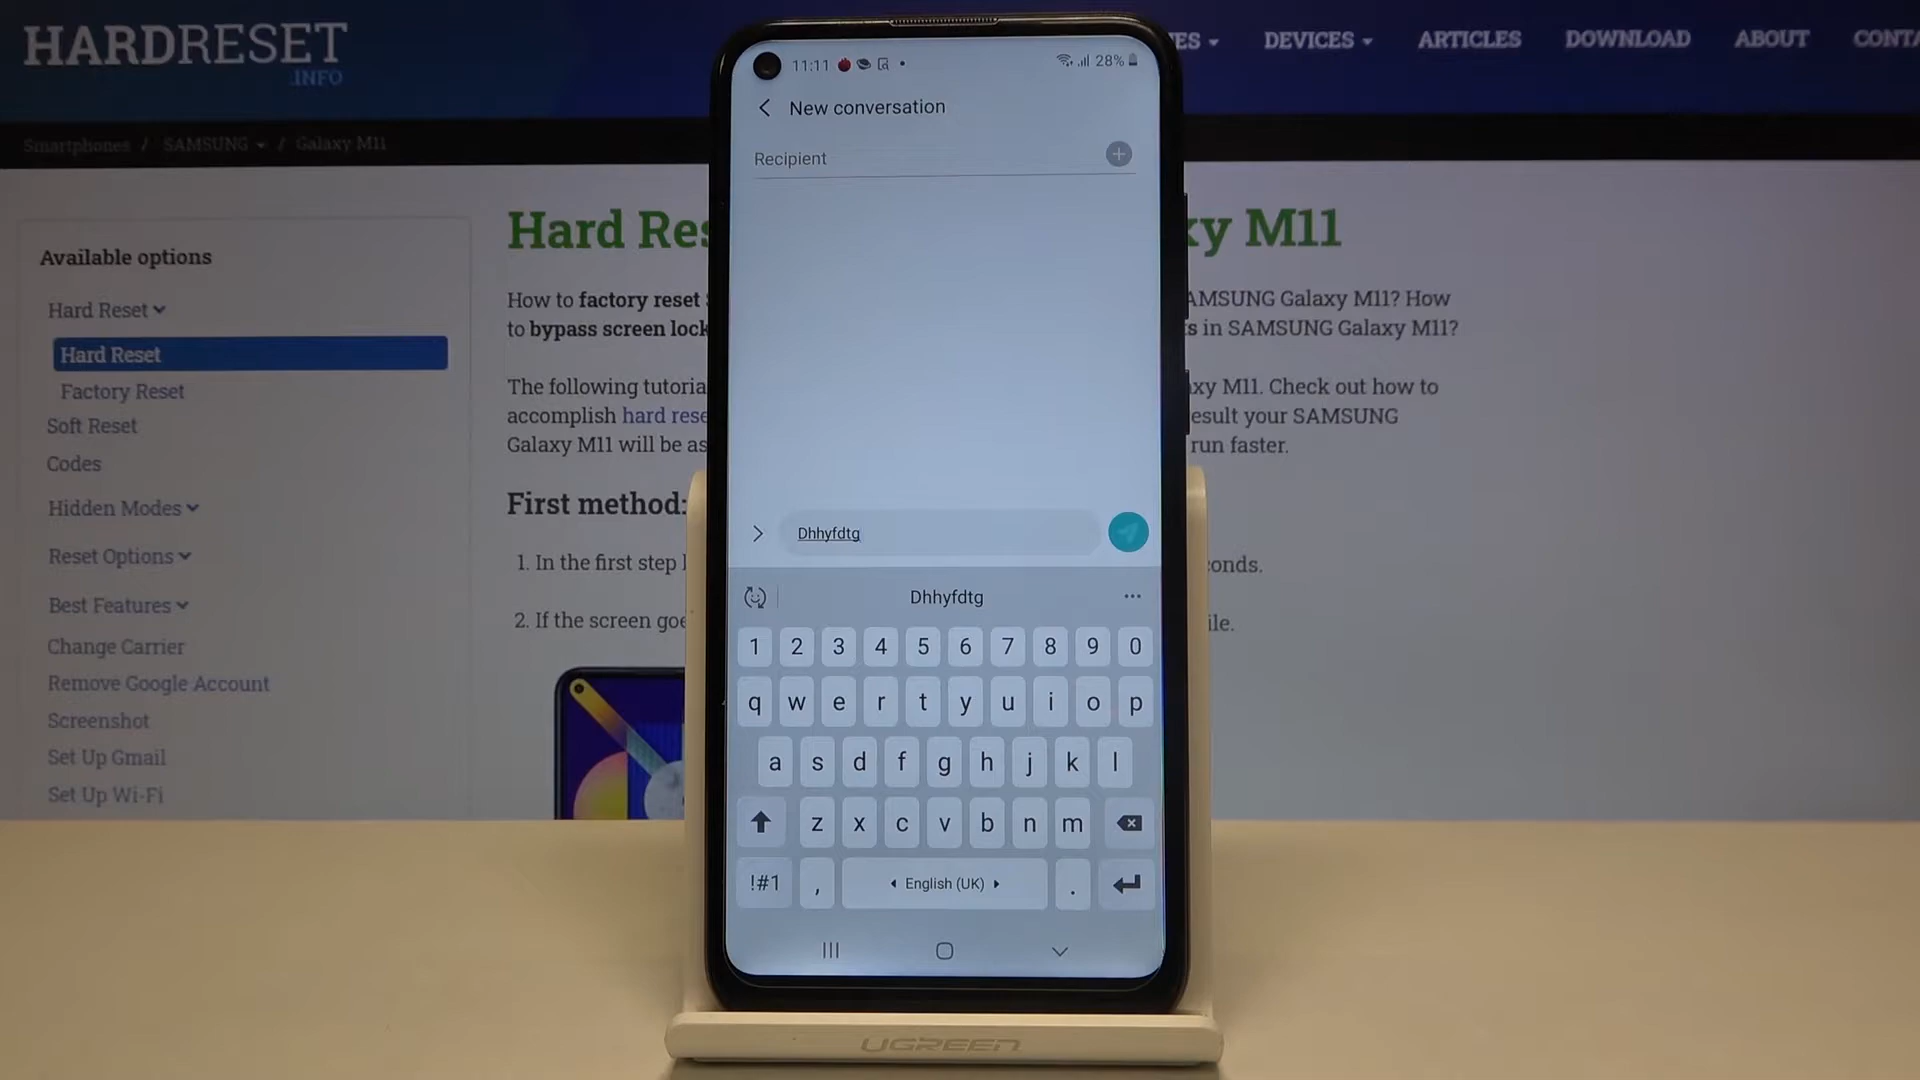 HARDRESET
.INFO
DEVICES
ARTICLES
DOWNLOAD
ABOUT
Smartphones / SAMSUNG / Galaxy M11
Available options
Hard Reset
Hard Reset
Factory Reset
Soft Reset
Codes
Hidden Modes
Reset Options
Best Features
Change Carrier
Remove Google Account
Screenshot
Set Up Gmail
Set Up Wi-Fi
Hard Res
xy M11
How to factory reset
AMSUNG Galaxy M11? How
to bypass screen lock
s in SAMSUNG Galaxy M11?
The following tutoria
xy M11. Check out how to
accomplish hard rese
esult your SAMSUNG
Galaxy M11 will be as
run faster.
First method:
1. In the first step
conds.
2. If the screen goe
ile.
11:11
28%
New conversation
Recipient
Dhhyfdtg
Dhhyfdtg
1 2 3 4 5 6 7 8 9 0
q w e r t y u i o p
a s d f g h j k l
z x c v b n m
!#1 , English (UK) .
UGREEN